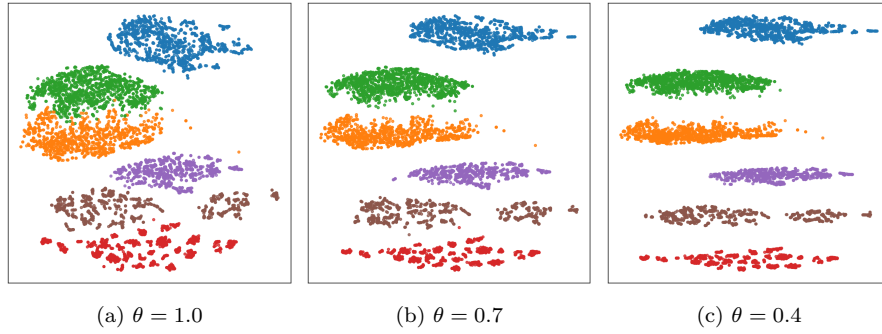 (a) θ = 1.0
(b) θ = 0.7
(c) θ = 0.4